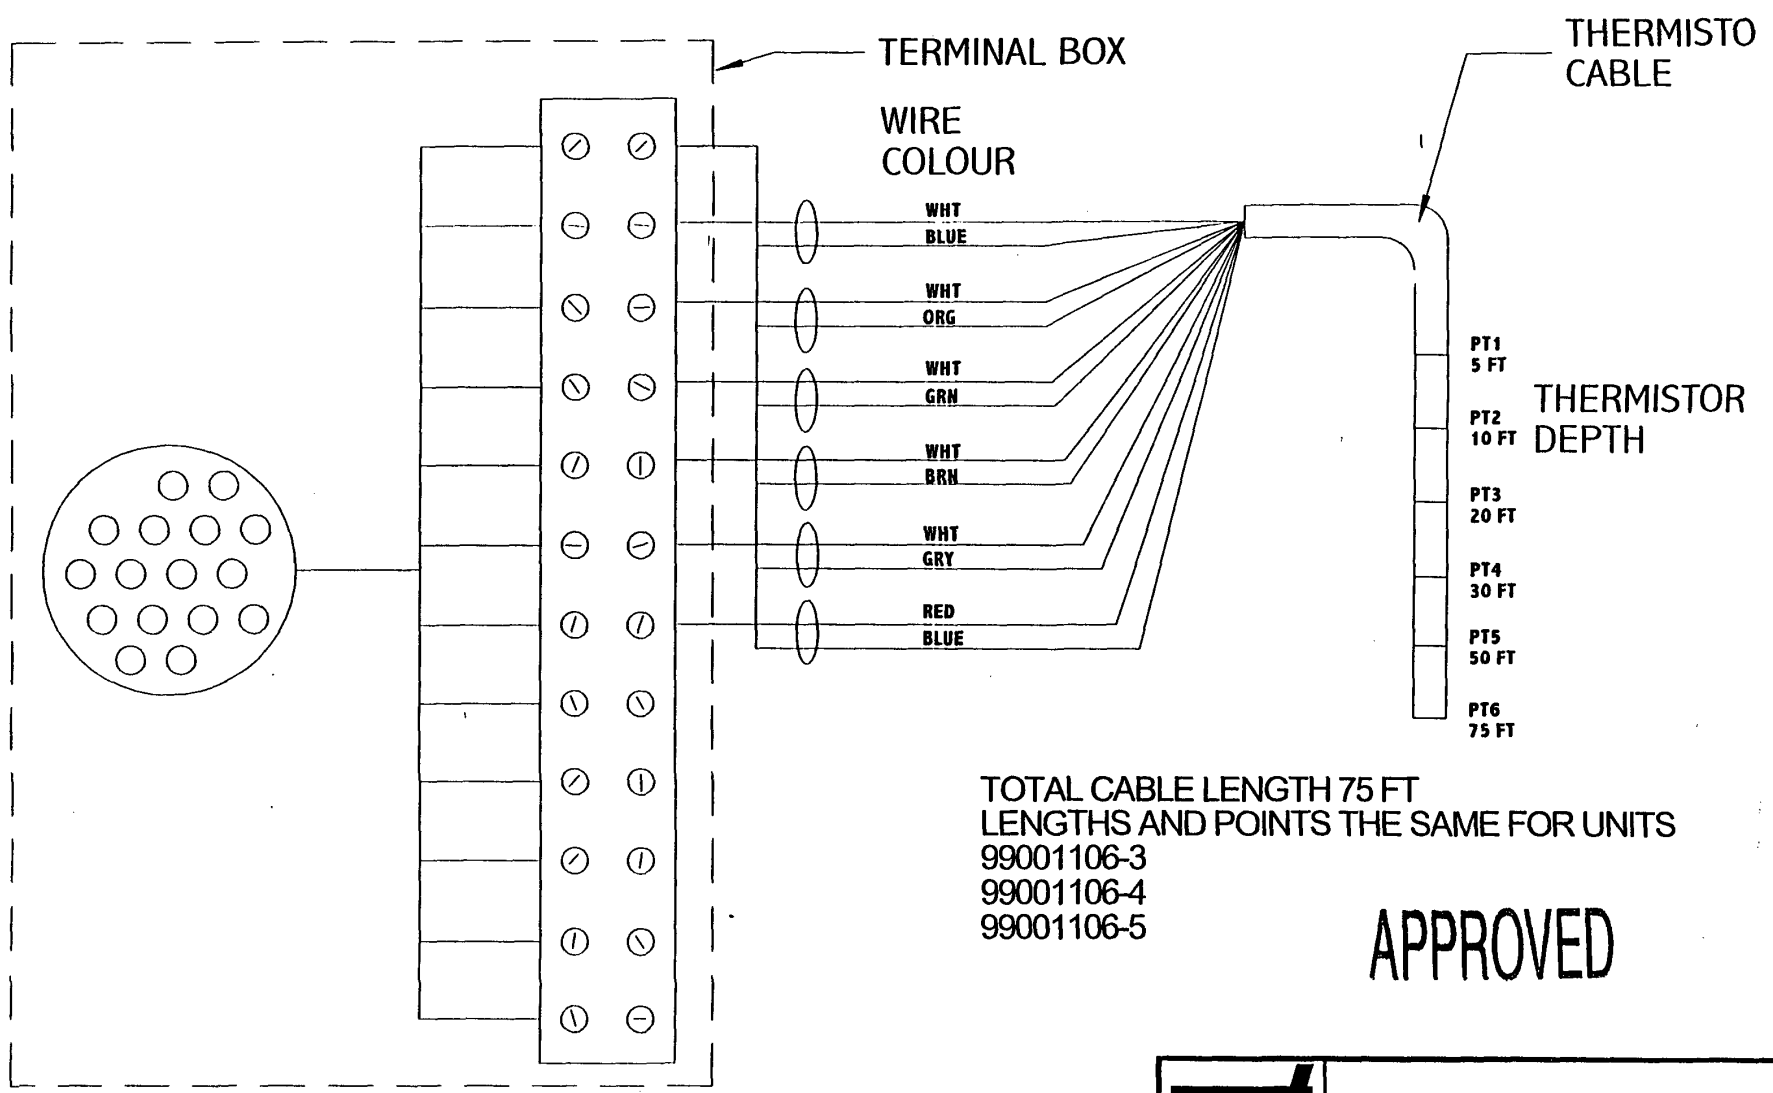 TERMINAL BOX
THERMISTO
CABLE
WIRE
COLOUR
WHT
BLUE
WHT
ORG
WHT
GRN
WHT
BRN
WHT
GRY
RED
BLUE
PT1
5 FT
PT2
10 FT
PT3
20 FT
PT4
30 FT
PT5
50 FT
PT6
75 FT
THERMISTOR
DEPTH
TOTAL CABLE LENGTH 75 FT
LENGTHS AND POINTS THE SAME FOR UNITS
99001106-3
99001106-4
99001106-5
APPROVED